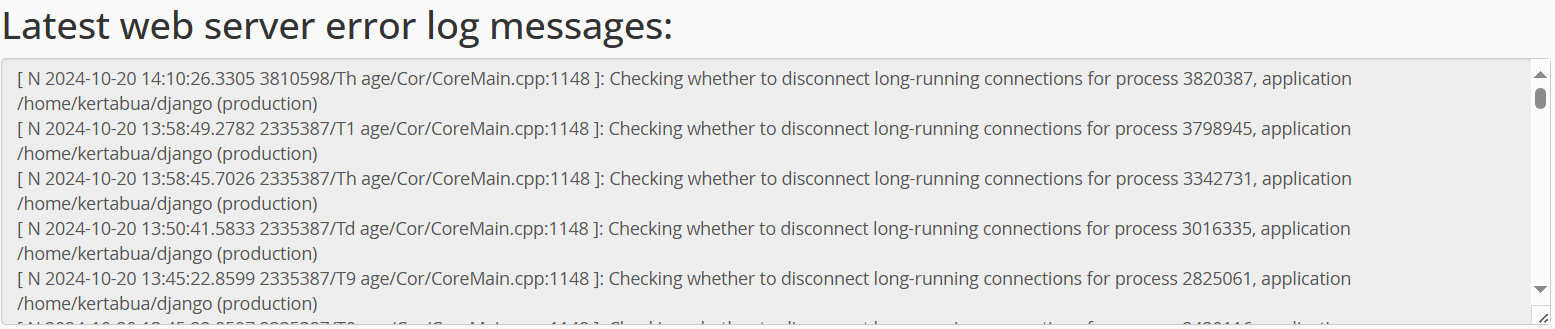 Latest web server error log messages:
[ N 2024-10-20 14:10:26.3305 3810598/Th age/Cor/CoreMain.cpp:1148 ]: Checking whether to disconnect long-running connections for process 3820387, application
/home/kertabua/django (production)
[ N 2024-10-20 13:58:49.2782 2335387/T1 age/Cor/CoreMain.cpp:1148 ]: Checking whether to disconnect long-running connections for process 3798945, application
/home/kertabua/django (production)
[ N 2024-10-20 13:58:45.7026 2335387/Th age/Cor/CoreMain.cpp:1148 ]: Checking whether to disconnect long-running connections for process 3342731, application
/home/kertabua/django (production)
[ N 2024-10-20 13:50:41.5833 2335387/Td age/Cor/CoreMain.cpp:1148 ]: Checking whether to disconnect long-running connections for process 3016335, application
/home/kertabua/django (production)
[ N 2024-10-20 13:45:22.8599 2335387/T9 age/Cor/CoreMain.cpp:1148 ]: Checking whether to disconnect long-running connections for process 2825061, application
/home/kertabua/django (production)